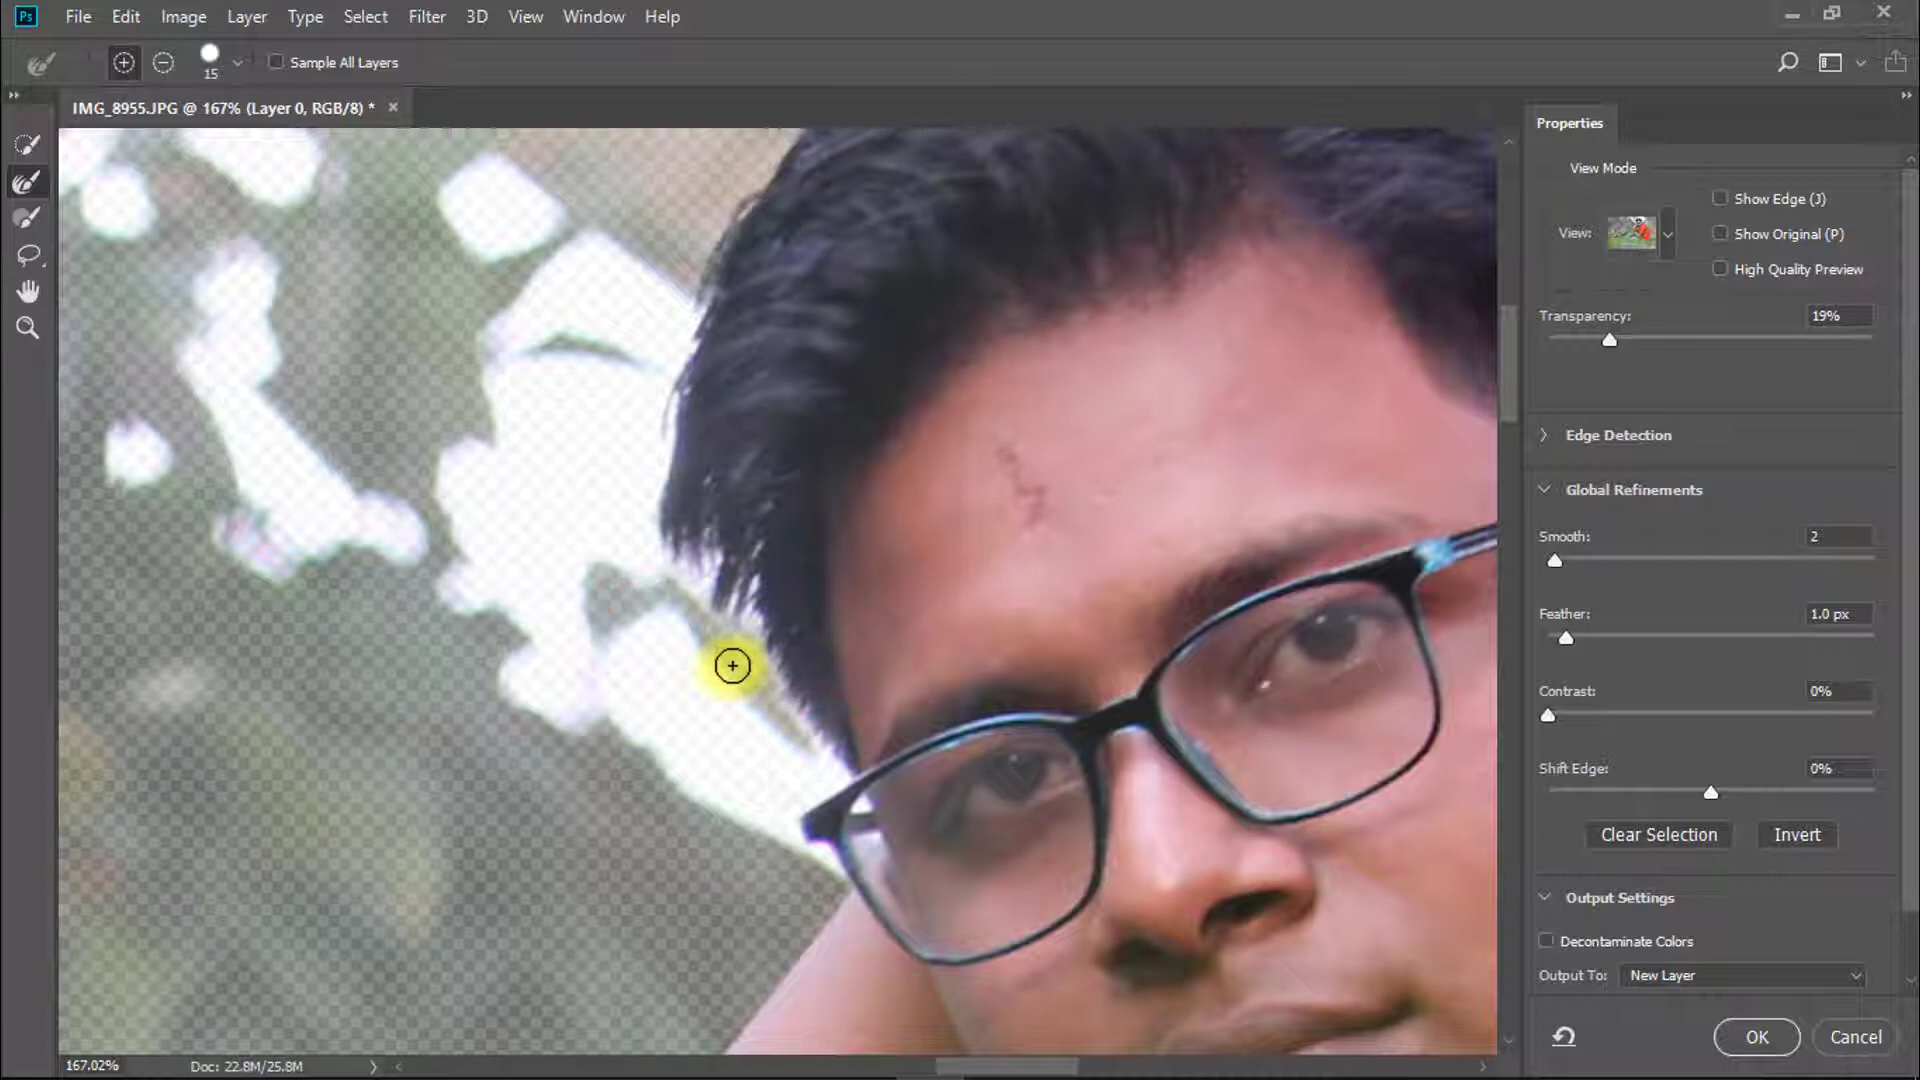 Ps File Edit Image Layer Type Select Filter 3D View Window Help
15 Sample All Layers
IMG_8955.JPG @ 167% (Layer 0, RGB/8) *
Properties
View Mode
Show Edge (J)
View:
Show Original (P)
High Quality Preview
Transparency: 19%
Edge Detection
Global Refinements
Smooth: 2
Feather: 1.0 px
Contrast: 0%
Shift Edge: 0%
Clear Selection Invert
Output Settings
Decontaminate Colors
Output To: New Layer
OK Cancel
167.02% Doc: 22.8M/25.8M